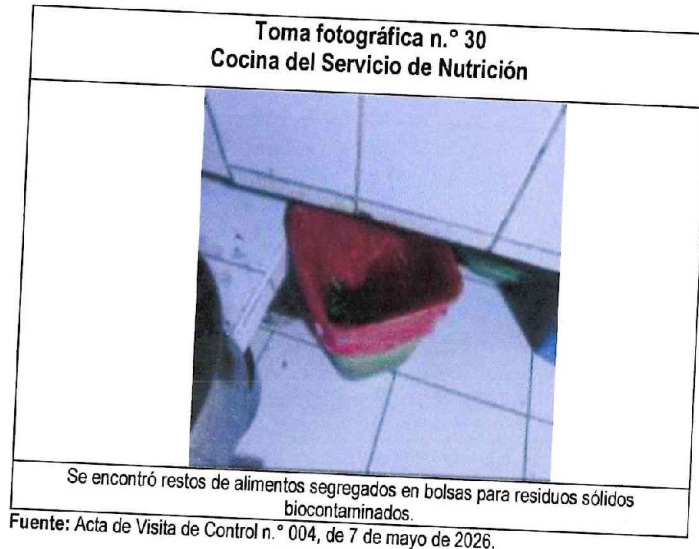 Toma fotográfica n.° 30
Cocina del Servicio de Nutrición
Se encontró restos de alimentos segregados en bolsas para residuos sólidos
biocontaminados.
Fuente: Acta de Visita de Control n.° 004, de 7 de mayo de 2026.